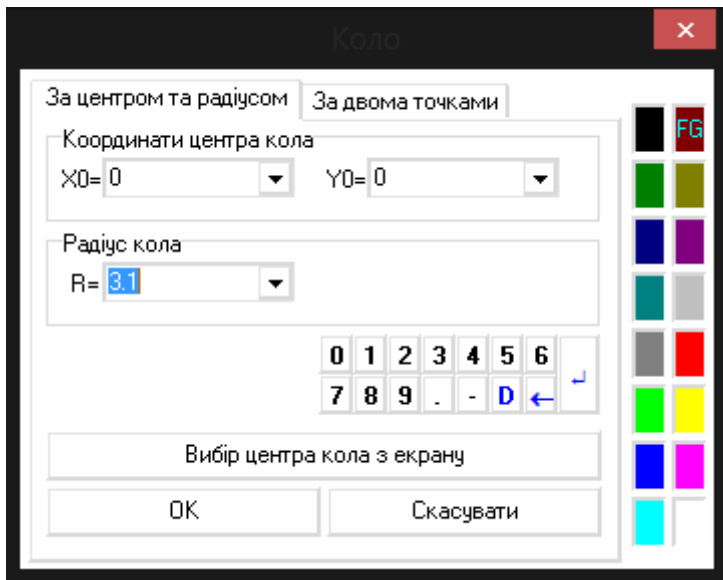 Коло
За центром та радіусом За двома точками
Координати центра кола
X0= 0 Y0= 0
Радіус кола
R= 3.1
0 1 2 3 4 5 6
7 8 9 . - D ←
Вибір центра кола з екрану
OK Скасувати
FG